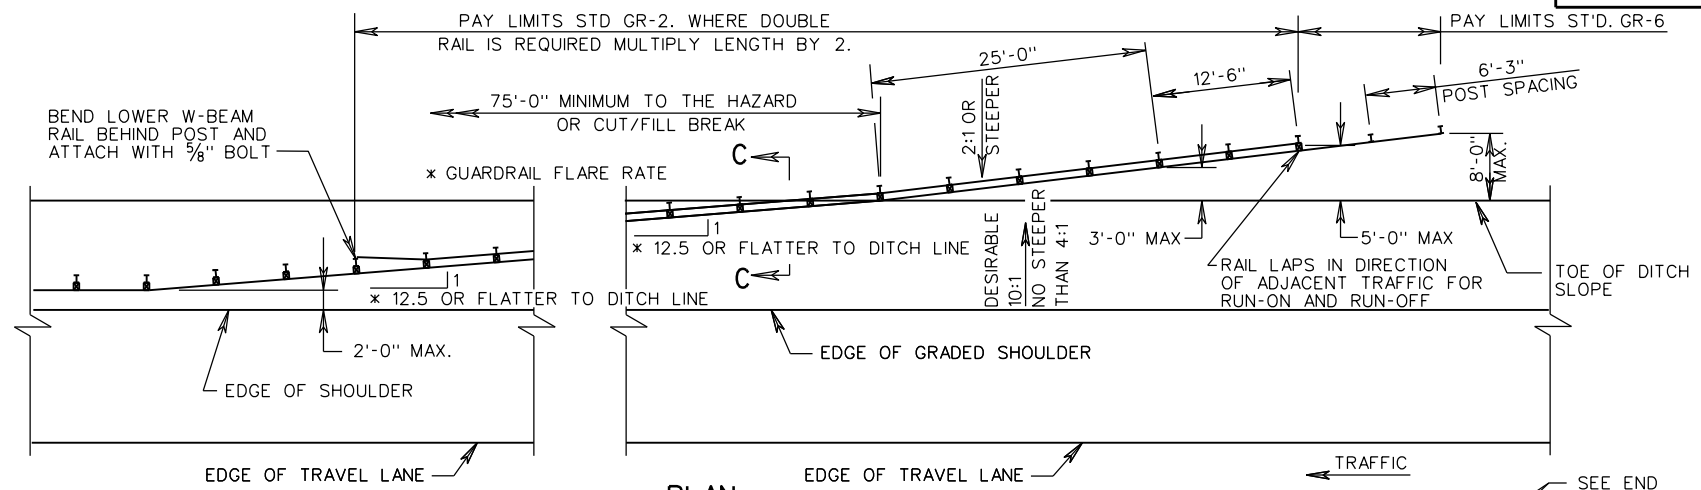 PAY LIMITS STD GR-2. WHERE DOUBLE
RAIL IS REQUIRED MULTIPLY LENGTH BY 2.
PAY LIMITS ST'D. GR-6
25'-0"
12'-6"
6'-3"
POST SPACING
75'-0" MINIMUM TO THE HAZARD
OR CUT/FILL BREAK
2:1 OR
STEEPER
BEND LOWER W-BEAM
RAIL BEHIND POST AND
ATTACH WITH 5/8" BOLT
C
* GUARDRAIL FLARE RATE
8'-0"
MAX.
1
* 12.5 OR FLATTER TO DITCH LINE
C
DESIRABLE
10:1
NO STEEPER
THAN 4:1
3'-0" MAX
5'-0" MAX
1
* 12.5 OR FLATTER TO DITCH LINE
RAIL LAPS IN DIRECTION
OF ADJACENT TRAFFIC FOR
RUN-ON AND RUN-OFF
TOE OF DITCH
SLOPE
2'-0" MAX.
EDGE OF GRADED SHOULDER
EDGE OF SHOULDER
EDGE OF TRAVEL LANE
EDGE OF TRAVEL LANE
TRAFFIC
SEE END